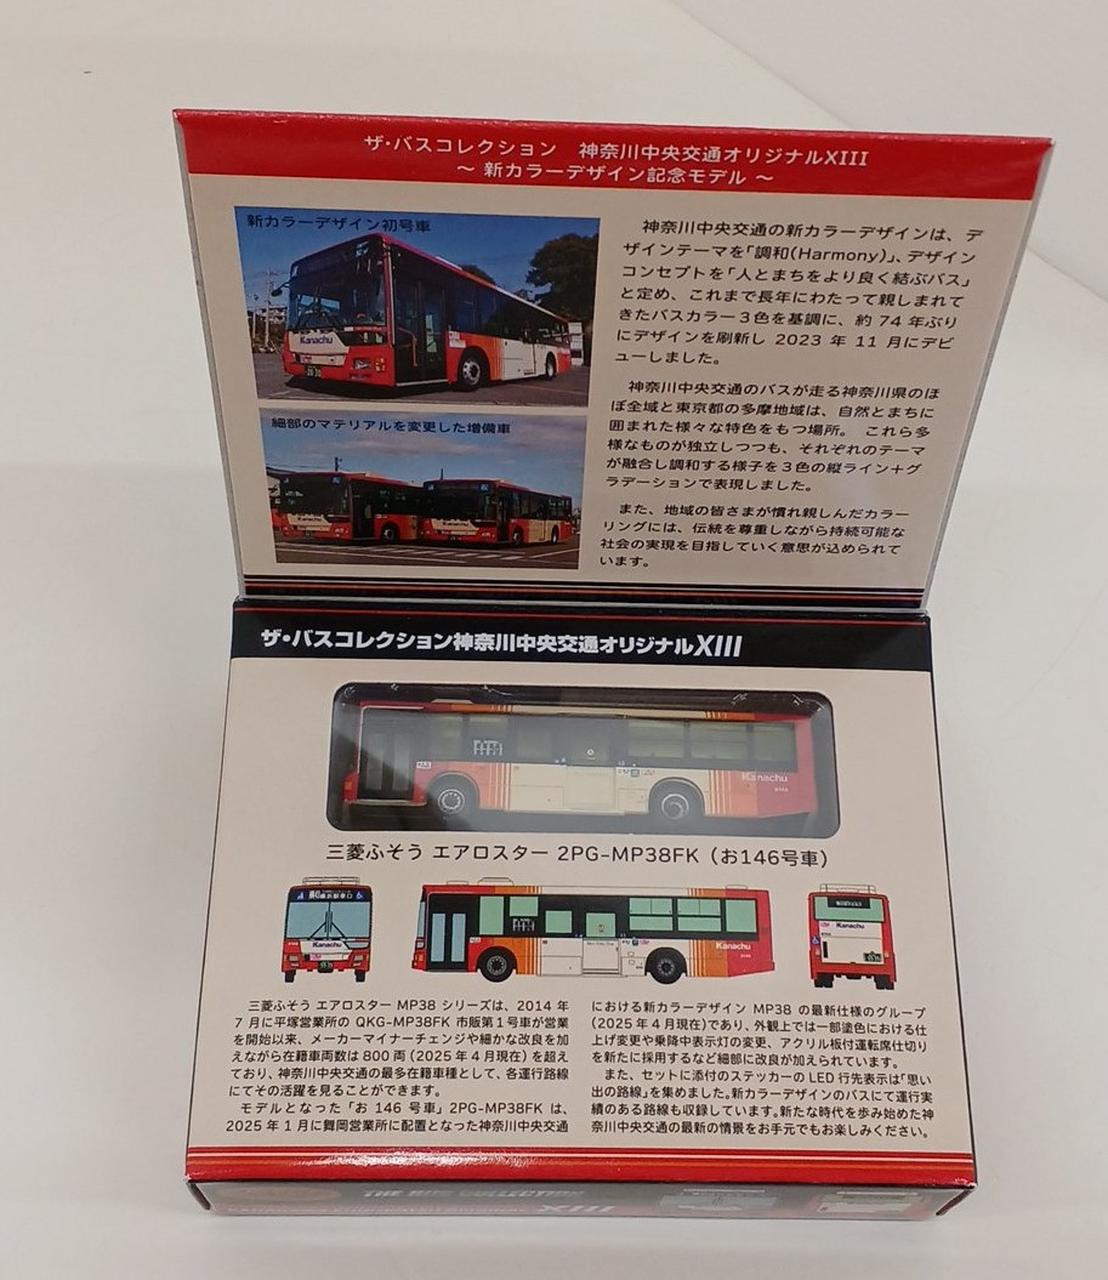 ザ・バスコレクション 神奈川中央交通オリジナルXIII
～ 新カラーデザイン記念モデル ～
新カラーデザイン初号車
Kanachu
細部のマテリアルを変更した増備車
神奈川中央交通の新カラーデザインは、デ
ザインテーマを「調和(Harmony)」、デザイン
コンセプトを「人とまちをより良く結ぶバス」
と定め、これまで長年にわたって親しまれて
きたバスカラー3色を基調に、約 74 年ぶり
にデザインを刷新し 2023 年 11 月にデビ
ューしました。
神奈川中央交通のバスが走る神奈川県のほ
ぼ全域と東京都の多摩地域は、自然とまちに
囲まれた様々な特色をもつ場所。 これら多
様なものが独立しつつも、それぞれのテーマ
が融合し調和する様子を3色の縦ライン＋グ
ラデーションで表現しました。
また、地域の皆さまが慣れ親しんだカラー
リングには、伝統を尊重しながら持続可能な
社会の実現を目指していく意思が込められて
います。
ザ・バスコレクション神奈川中央交通オリジナルXIII
Kanachu
三菱ふそう エアロスター 2PG-MP38FK（お146号車）
Kanachu
Kanachu
Kanachu
三菱ふそう エアロスター MP38 シリーズは、2014 年
7 月に平塚営業所の QKG-MP38FK 市販第1号車が営業
を開始以来、メーカーマイナーチェンジや細かな改良を加
えながら在籍車両数は 800 両（2025 年 4 月現在）を超え
ており、神奈川中央交通の最多在籍車種として、各運行路線
にてその活躍を見ることができます。
モデルとなった「お 146 号車」2PG-MP38FK は、
2025 年 1 月に舞岡営業所に配置となった神奈川中央交通
における新カラーデザイン MP38 の最新仕様のグループ
（2025 年 4 月現在）であり、外観上では一部塗色における仕
上げ変更や乗降中表示灯の変更、アクリル板付運転席仕切り
を新たに採用するなど細部に改良が加えられています。
また、セットに添付のステッカーの LED 行先表示は「思い
出の路線」を集めました。新カラーデザインのバスにて運行実
績のある路線も収録しています。新たな時代を歩み始めた神
奈川中央交通の最新の情景をお手元でもお楽しみください。
THE BUS COLLECTION
XIII